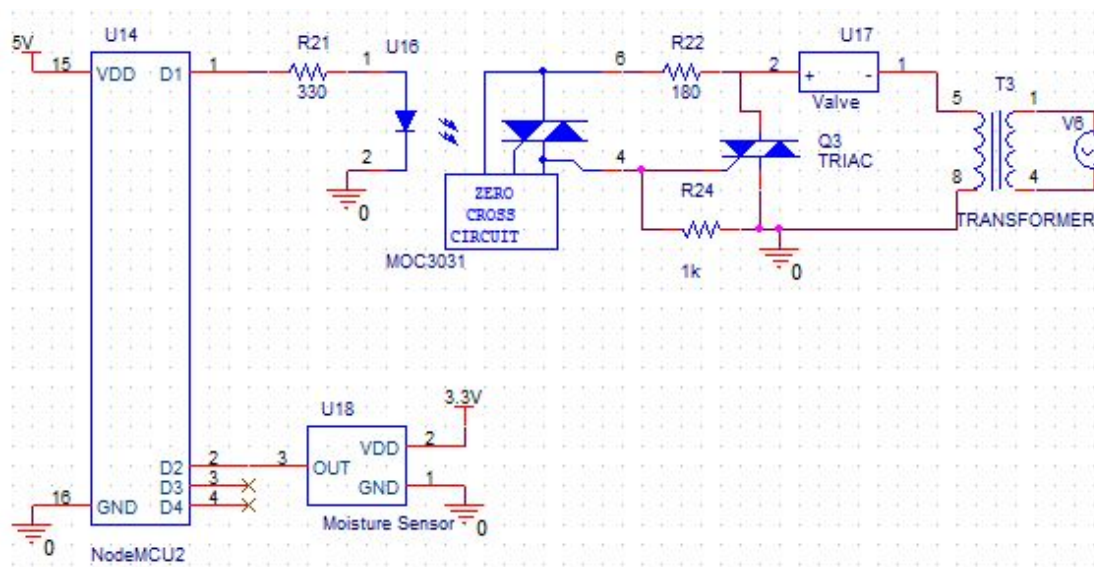 5V
U14
15
VDD
D1
1
R21
330
1
U16
2
0
ZERO
CROSS
CIRCUIT
MOC3031
6
4
R22
180
2
U17
+
-
Valve
1
Q3
TRIAC
R24
1k
0
T3
5
8
1
4
V6
TRANSFORMER
U18
3.3V
VDD
2
OUT
3
GND
1
Moisture Sensor
0
D2
2
D3
3
D4
4
16
GND
0
NodeMCU2